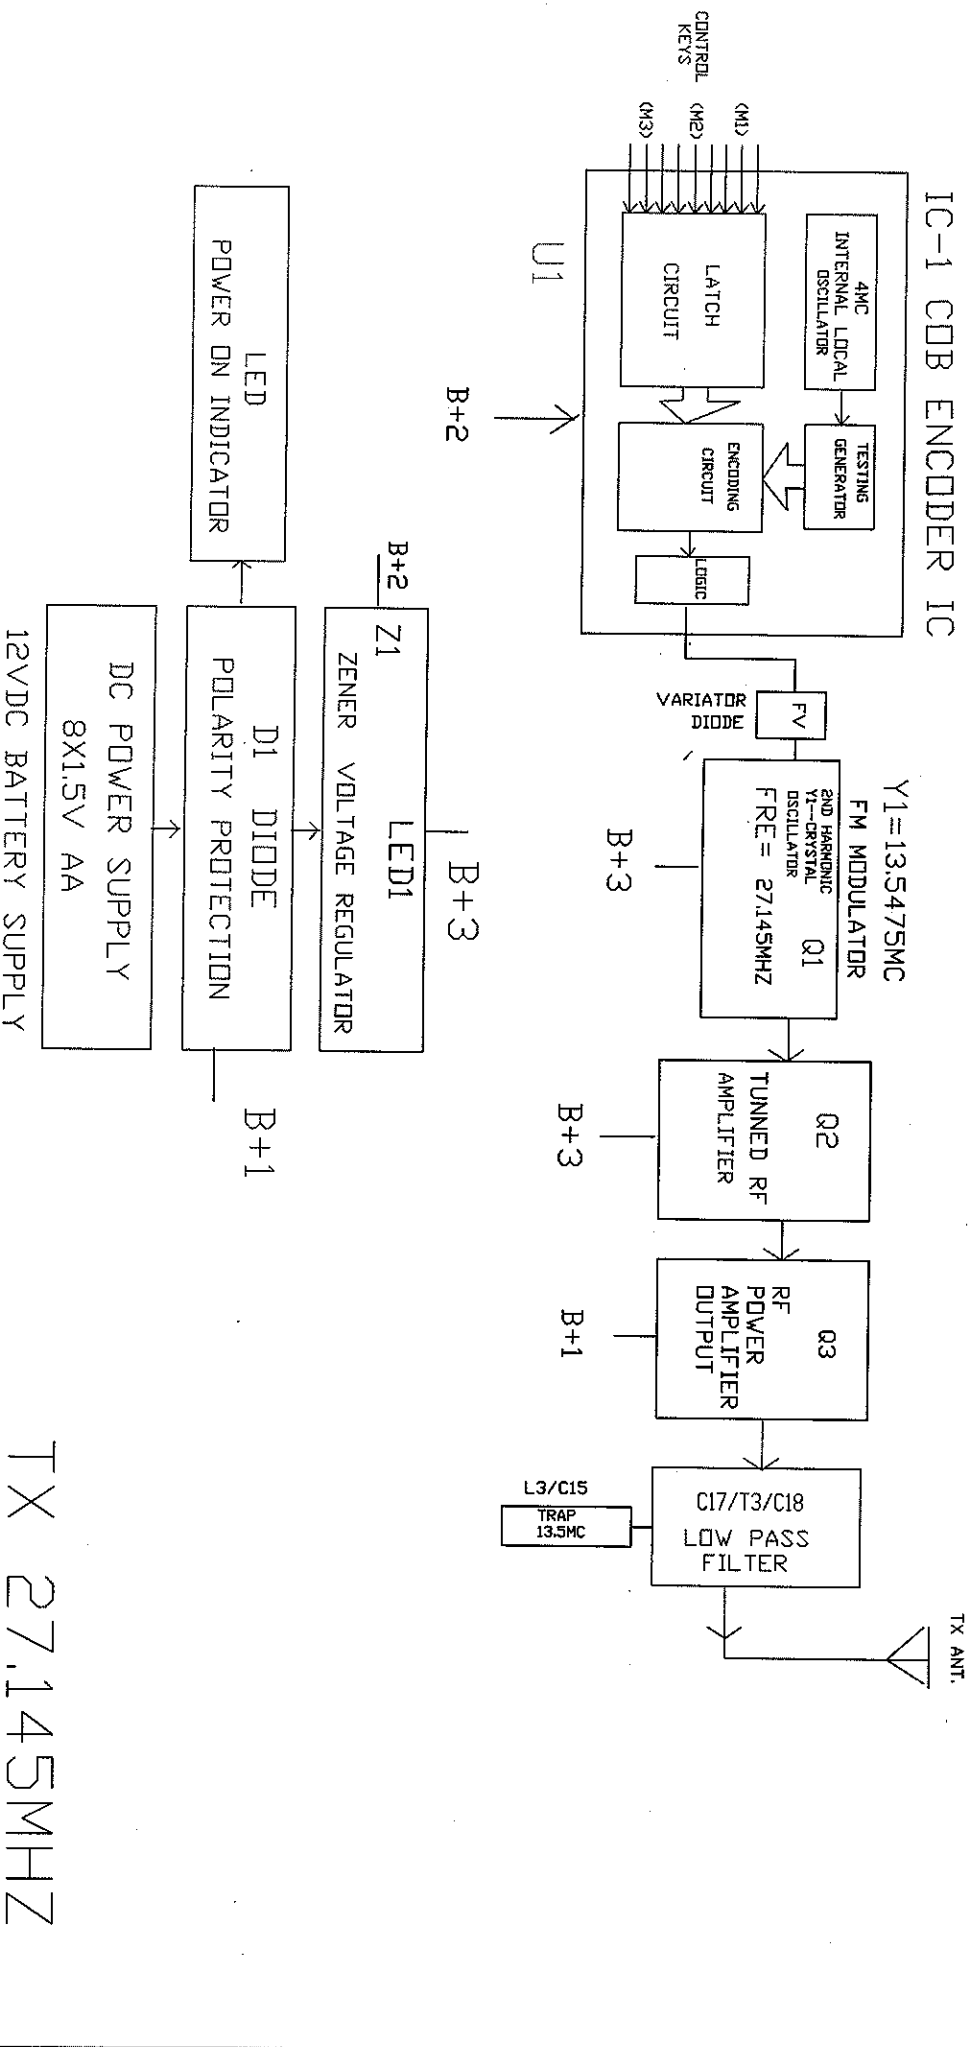 IC-1 COB ENCODER IC
CONTROL
KEYS
(M1)
(M2)
(M3)
4MC
INTERNAL LOCAL
OSCILLATOR
TESTING
GENERATOR
LATCH
CIRCUIT
ENCODING
CIRCUIT
LOGIC
U1
B+2
FV
VARIATOR
DIODE
Y1=13.5475MC
FM MODULATOR
2ND HARMONIC
Y1--CRYSTAL
OSCILLATOR
Q1
FRE= 27.145MHZ
B+3
Q2
TUNNED RF
AMPLIFIER
B+3
Q3
RF
POWER
AMPLIFIER
OUTPUT
B+1
C17/T3/C18
LOW PASS
FILTER
L3/C15
TRAP
13.5MC
TX ANT.
B+3
LED1
B+2
Z1
ZENER VOLTAGE REGULATOR
LED
POWER ON INDICATOR
D1 DIODE
POLARITY PROTECTION
B+1
DC POWER SUPPLY
8X1.5V AA
12VDC BATTERY SUPPLY
TX 27.145MHZ